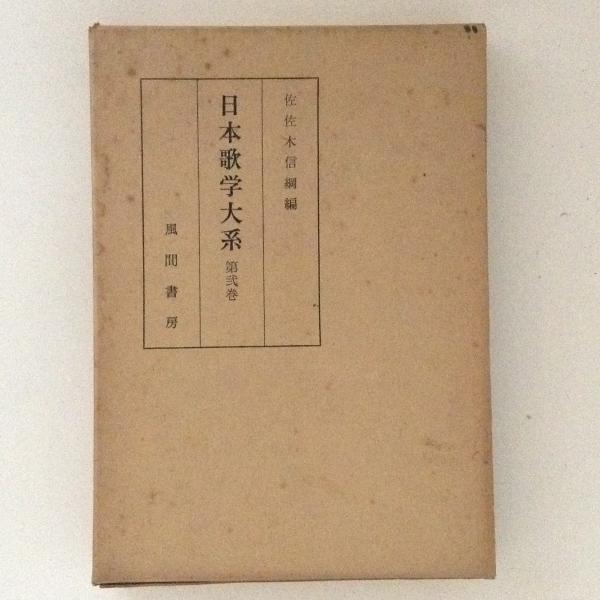 佐佐木信綱編
日本歌学大系 第弐巻
風間書房